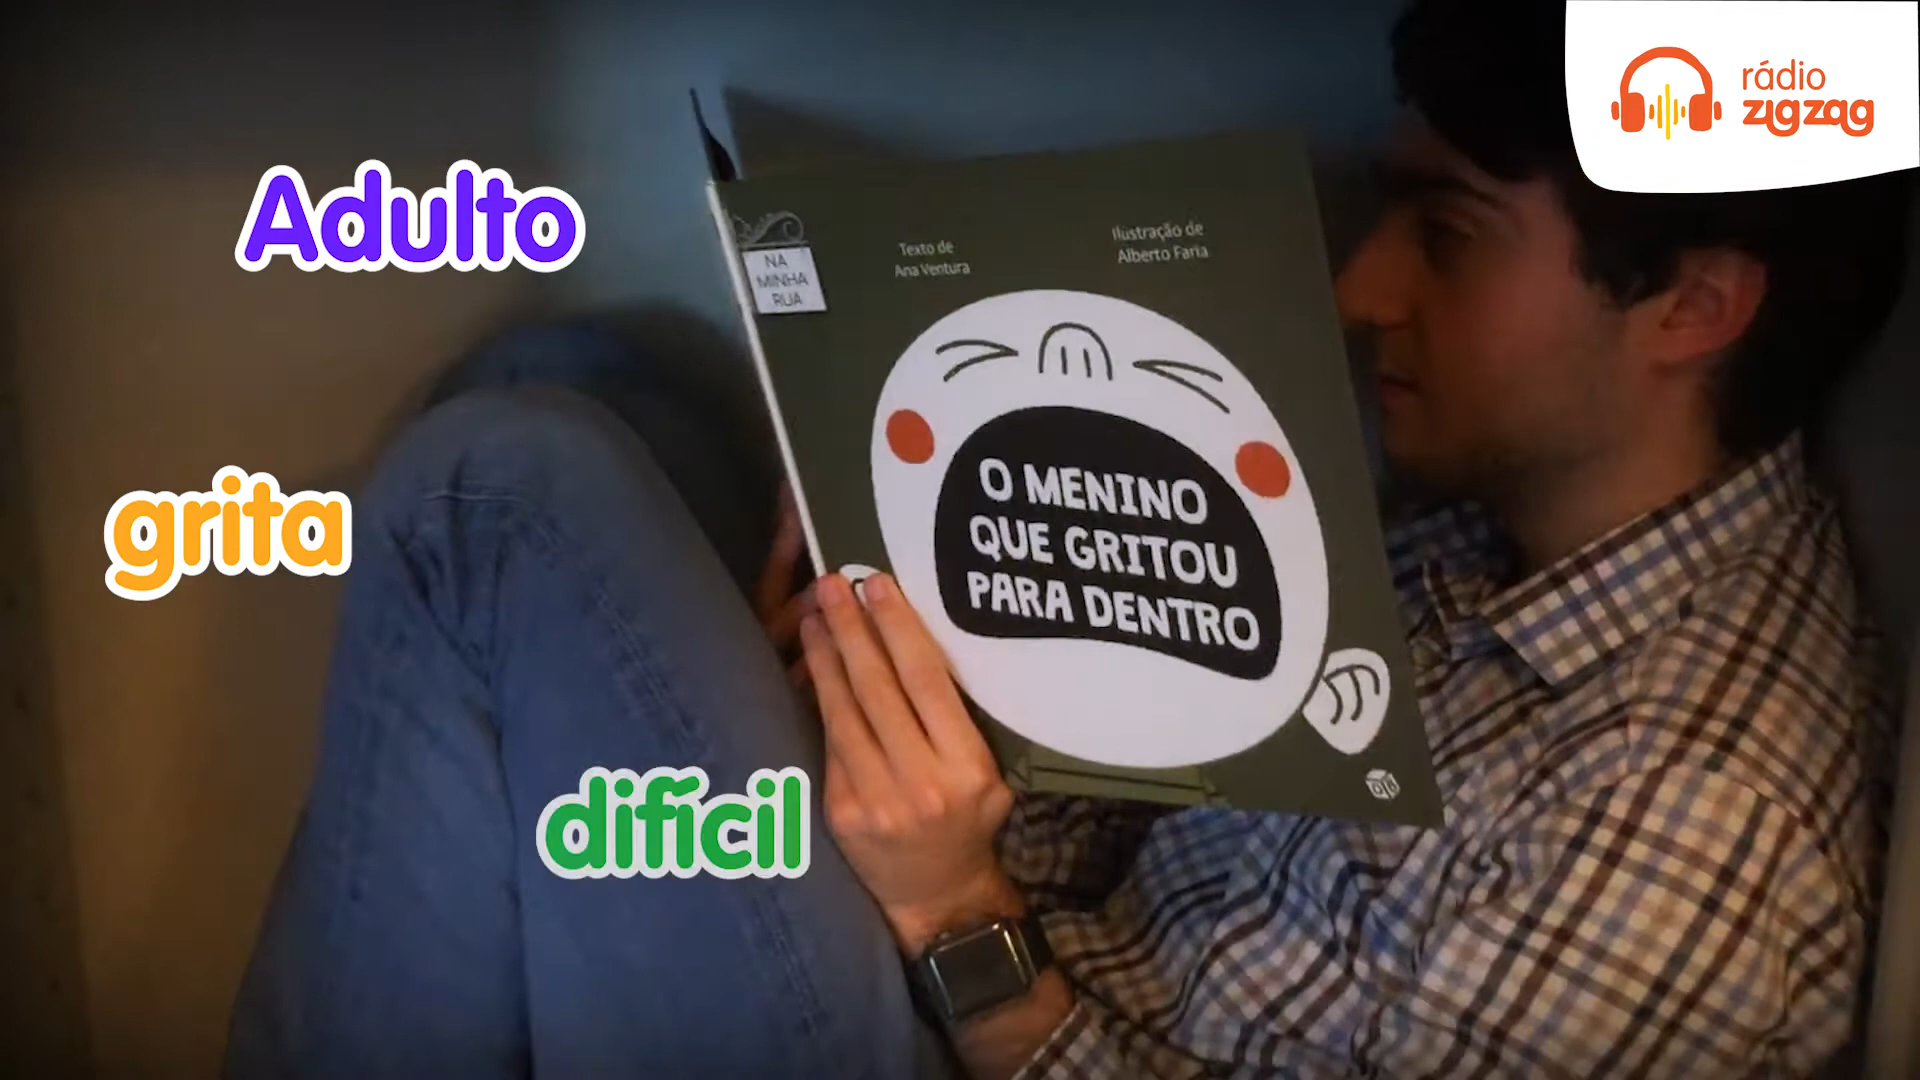 rádio
zigzag
Adulto
grita
difícil
NA
MINHA
RUA
Texto de
Ana Ventura
Ilustração de
Alberto Faria
O MENINO
QUE GRITOU
PARA DENTRO